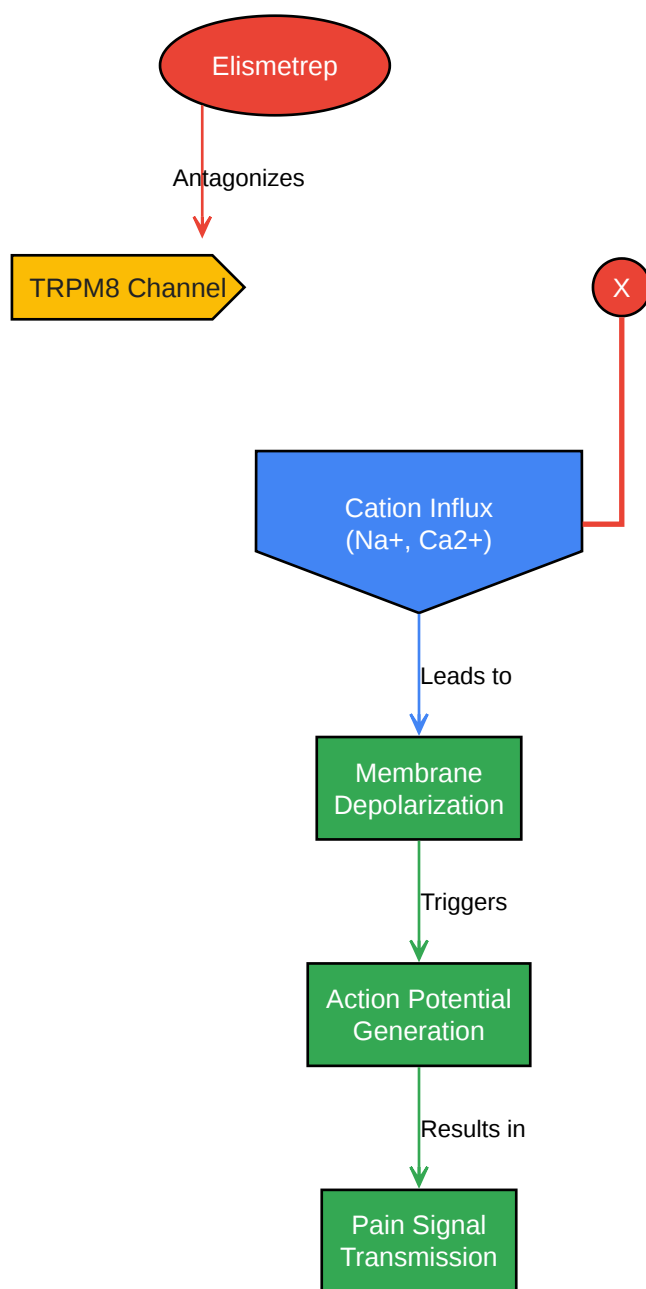 Elismetrep
Antagonizes
TRPM8 Channel
X
Cation Influx
(Na+, Ca2+)
Leads to
Membrane
Depolarization
Triggers
Action Potential
Generation
Results in
Pain Signal
Transmission